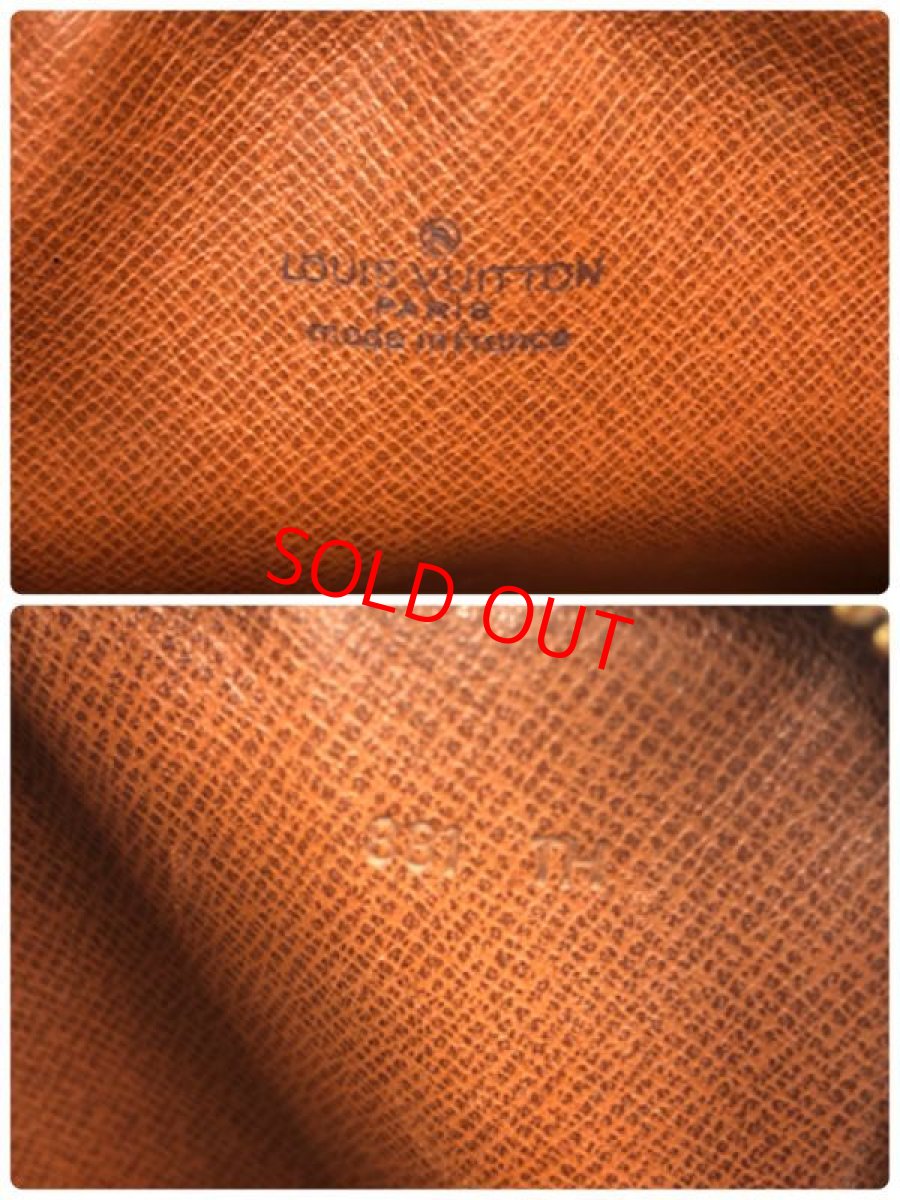 LOUIS VUITTON
PARIS
made in france
SOLD OUT
TH